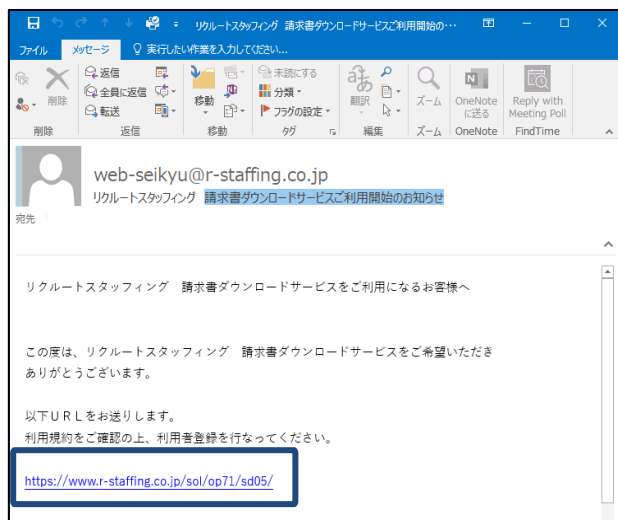 リクルートスタッフィング 請求書ダウンロードサービスご利用開始の…
ファイル メッセージ 実行したい作業を入力してください...
削除
返信
全員に返信
転送
移動
未読にする
分類
フラグの設定
翻訳
ズーム
OneNote
に送る
Reply with
Meeting Poll
削除 返信 移動 タグ 編集 ズーム OneNote FindTime
web-seikyu@r-staffing.co.jp
リクルートスタッフィング 請求書ダウンロードサービスご利用開始のお知らせ
宛先
リクルートスタッフィング 請求書ダウンロードサービスをご利用になるお客様へ
この度は、リクルートスタッフィング 請求書ダウンロードサービスをご希望いただき
ありがとうございます。
以下URLをお送りします。
利用規約をご確認の上、利用者登録を行なってください。
https://www.r-staffing.co.jp/sol/op71/sd05/